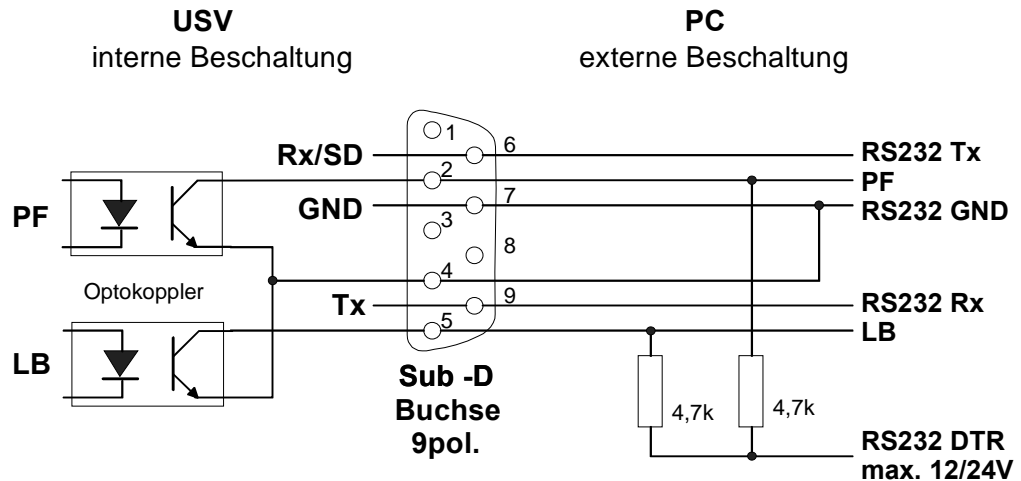 USV
interne Beschaltung
PC
externe Beschaltung
1
6
Rx/SD
RS232 Tx
2
PF
PF
GND
7
RS232 GND
3
8
Optokoppler
4
Tx
9
RS232 Rx
5
LB
LB
Sub -D
Buchse
9pol.
4,7k
4,7k
RS232 DTR
max. 12/24V